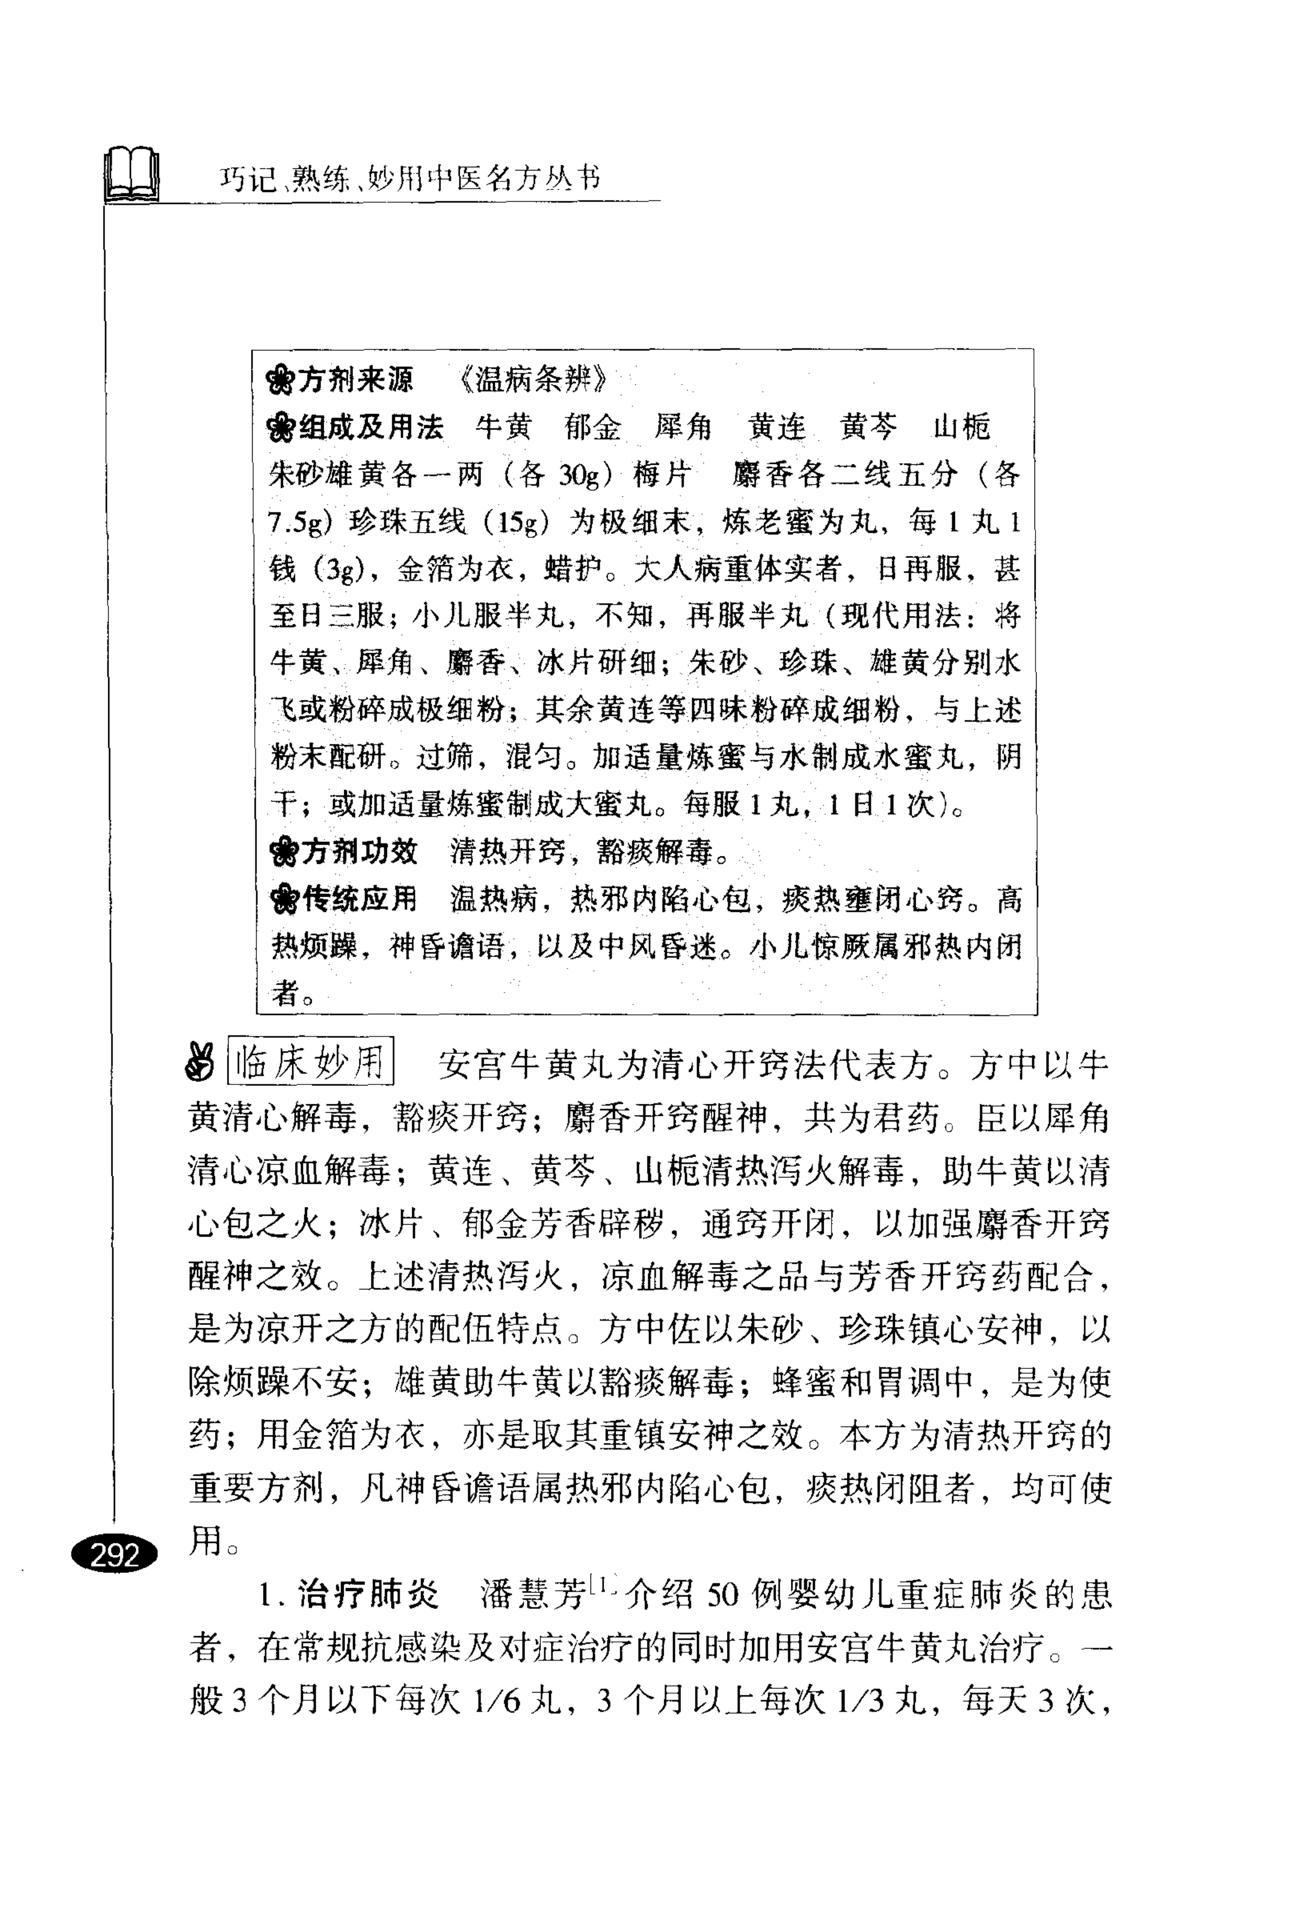 巧记、熟练、妙用中医名方丛书
方剂来源 《温病条辨》
组成及用法 牛黄 郁金 犀角 黄连 黄芩 山栀
朱砂雄黄各一两（各 30g）梅片 麝香各二线五分（各
7.5g）珍珠五线（15g）为极细末，炼老蜜为丸，每 1 丸 1
钱（3g），金箔为衣，蜡护。大人病重体实者，日再服，甚
至日三服；小儿服半丸，不知，再服半丸（现代用法：将
牛黄、犀角、麝香、冰片研细；朱砂、珍珠、雄黄分别水
飞或粉碎成极细粉；其余黄连等四味粉碎成细粉，与上述
粉末配研。过筛，混匀。加适量炼蜜与水制成水蜜丸，阴
干；或加适量炼蜜制成大蜜丸。每服 1 丸，1 日 1 次）。
方剂功效 清热开窍，豁痰解毒。
传统应用 温热病，热邪内陷心包，痰热壅闭心窍。高
热烦躁，神昏谵语，以及中风昏迷。小儿惊厥属邪热内闭
者。
临床妙用 安宫牛黄丸为清心开窍法代表方。方中以牛
黄清心解毒，豁痰开窍；麝香开窍醒神，共为君药。臣以犀角
清心凉血解毒；黄连、黄芩、山栀清热泻火解毒，助牛黄以清
心包之火；冰片、郁金芳香辟秽，通窍开闭，以加强麝香开窍
醒神之效。上述清热泻火，凉血解毒之品与芳香开窍药配合，
是为凉开之方的配伍特点。方中佐以朱砂、珍珠镇心安神，以
除烦躁不安；雄黄助牛黄以豁痰解毒；蜂蜜和胃调中，是为使
药；用金箔为衣，亦是取其重镇安神之效。本方为清热开窍的
重要方剂，凡神昏谵语属热邪内陷心包，痰热闭阻者，均可使
用。
292
1. 治疗肺炎 潘慧芳[1]介绍 50 例婴幼儿重症肺炎的患
者，在常规抗感染及对症治疗的同时加用安宫牛黄丸治疗。一
般 3 个月以下每次 1/6 丸，3 个月以上每次 1/3 丸，每天 3 次，